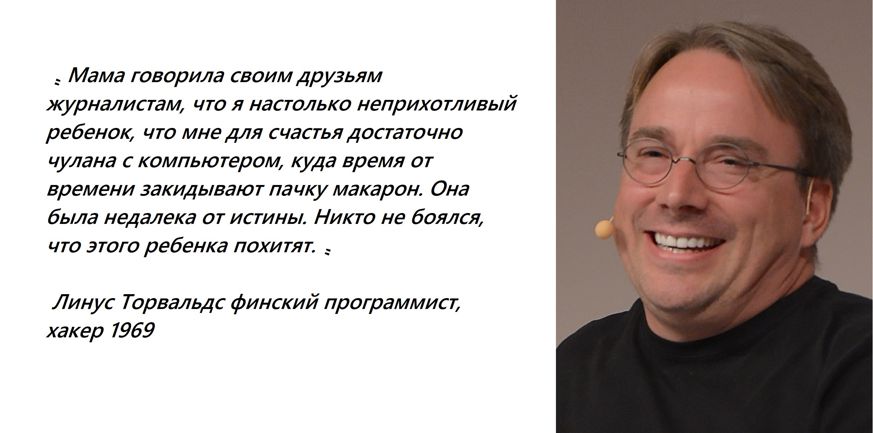 „ Мама говорила своим друзьям
журналистам, что я настолько неприхотливый
ребенок, что мне для счастья достаточно
чулана с компьютером, куда время от
времени закидывают пачку макарон. Она
была недалека от истины. Никто не боялся,
что этого ребенка похитят. „
Линус Торвальдс финский программист,
хакер 1969